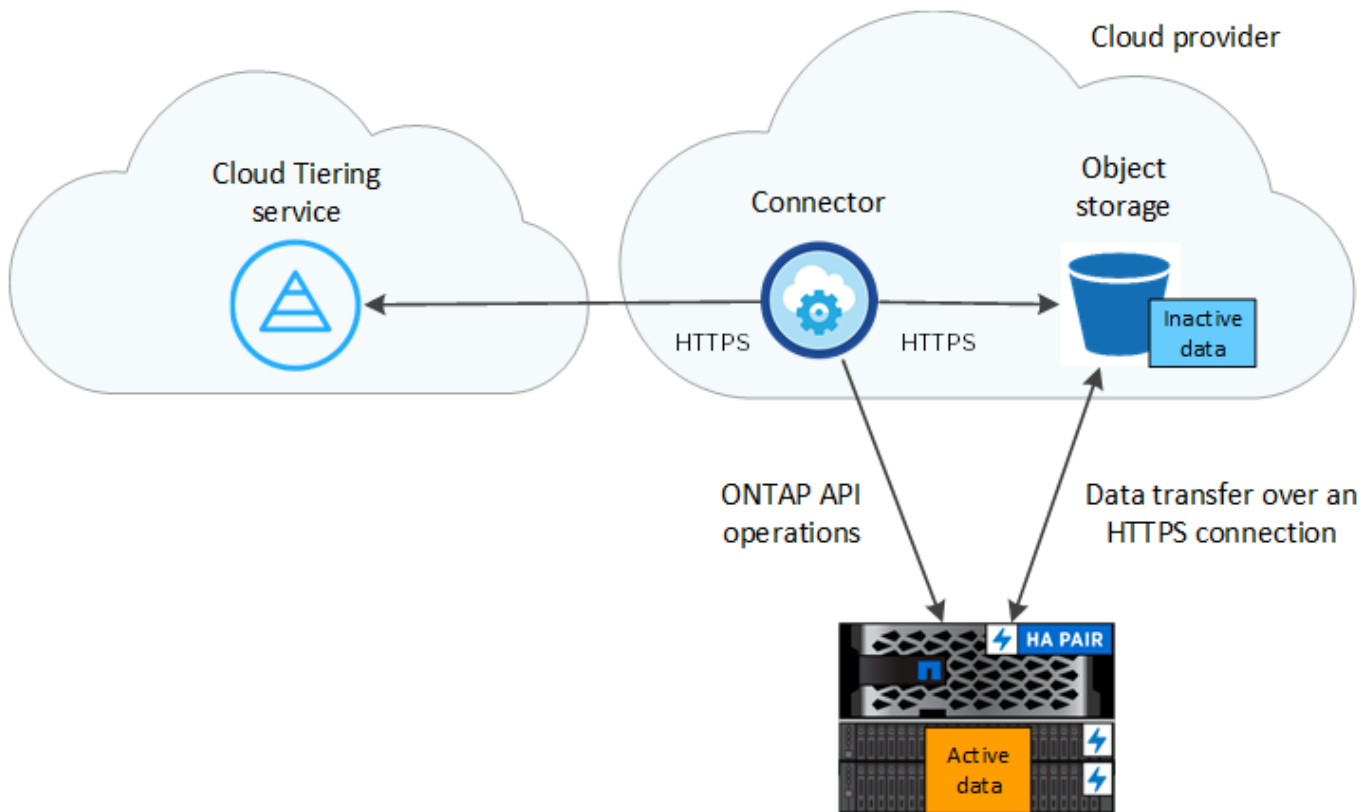 Cloud provider
Cloud Tiering
service
Connector
Object
storage
HTTPS
HTTPS
Inactive
data
ONTAP API
operations
Data transfer over an
HTTPS connection
HA PAIR
Active
data